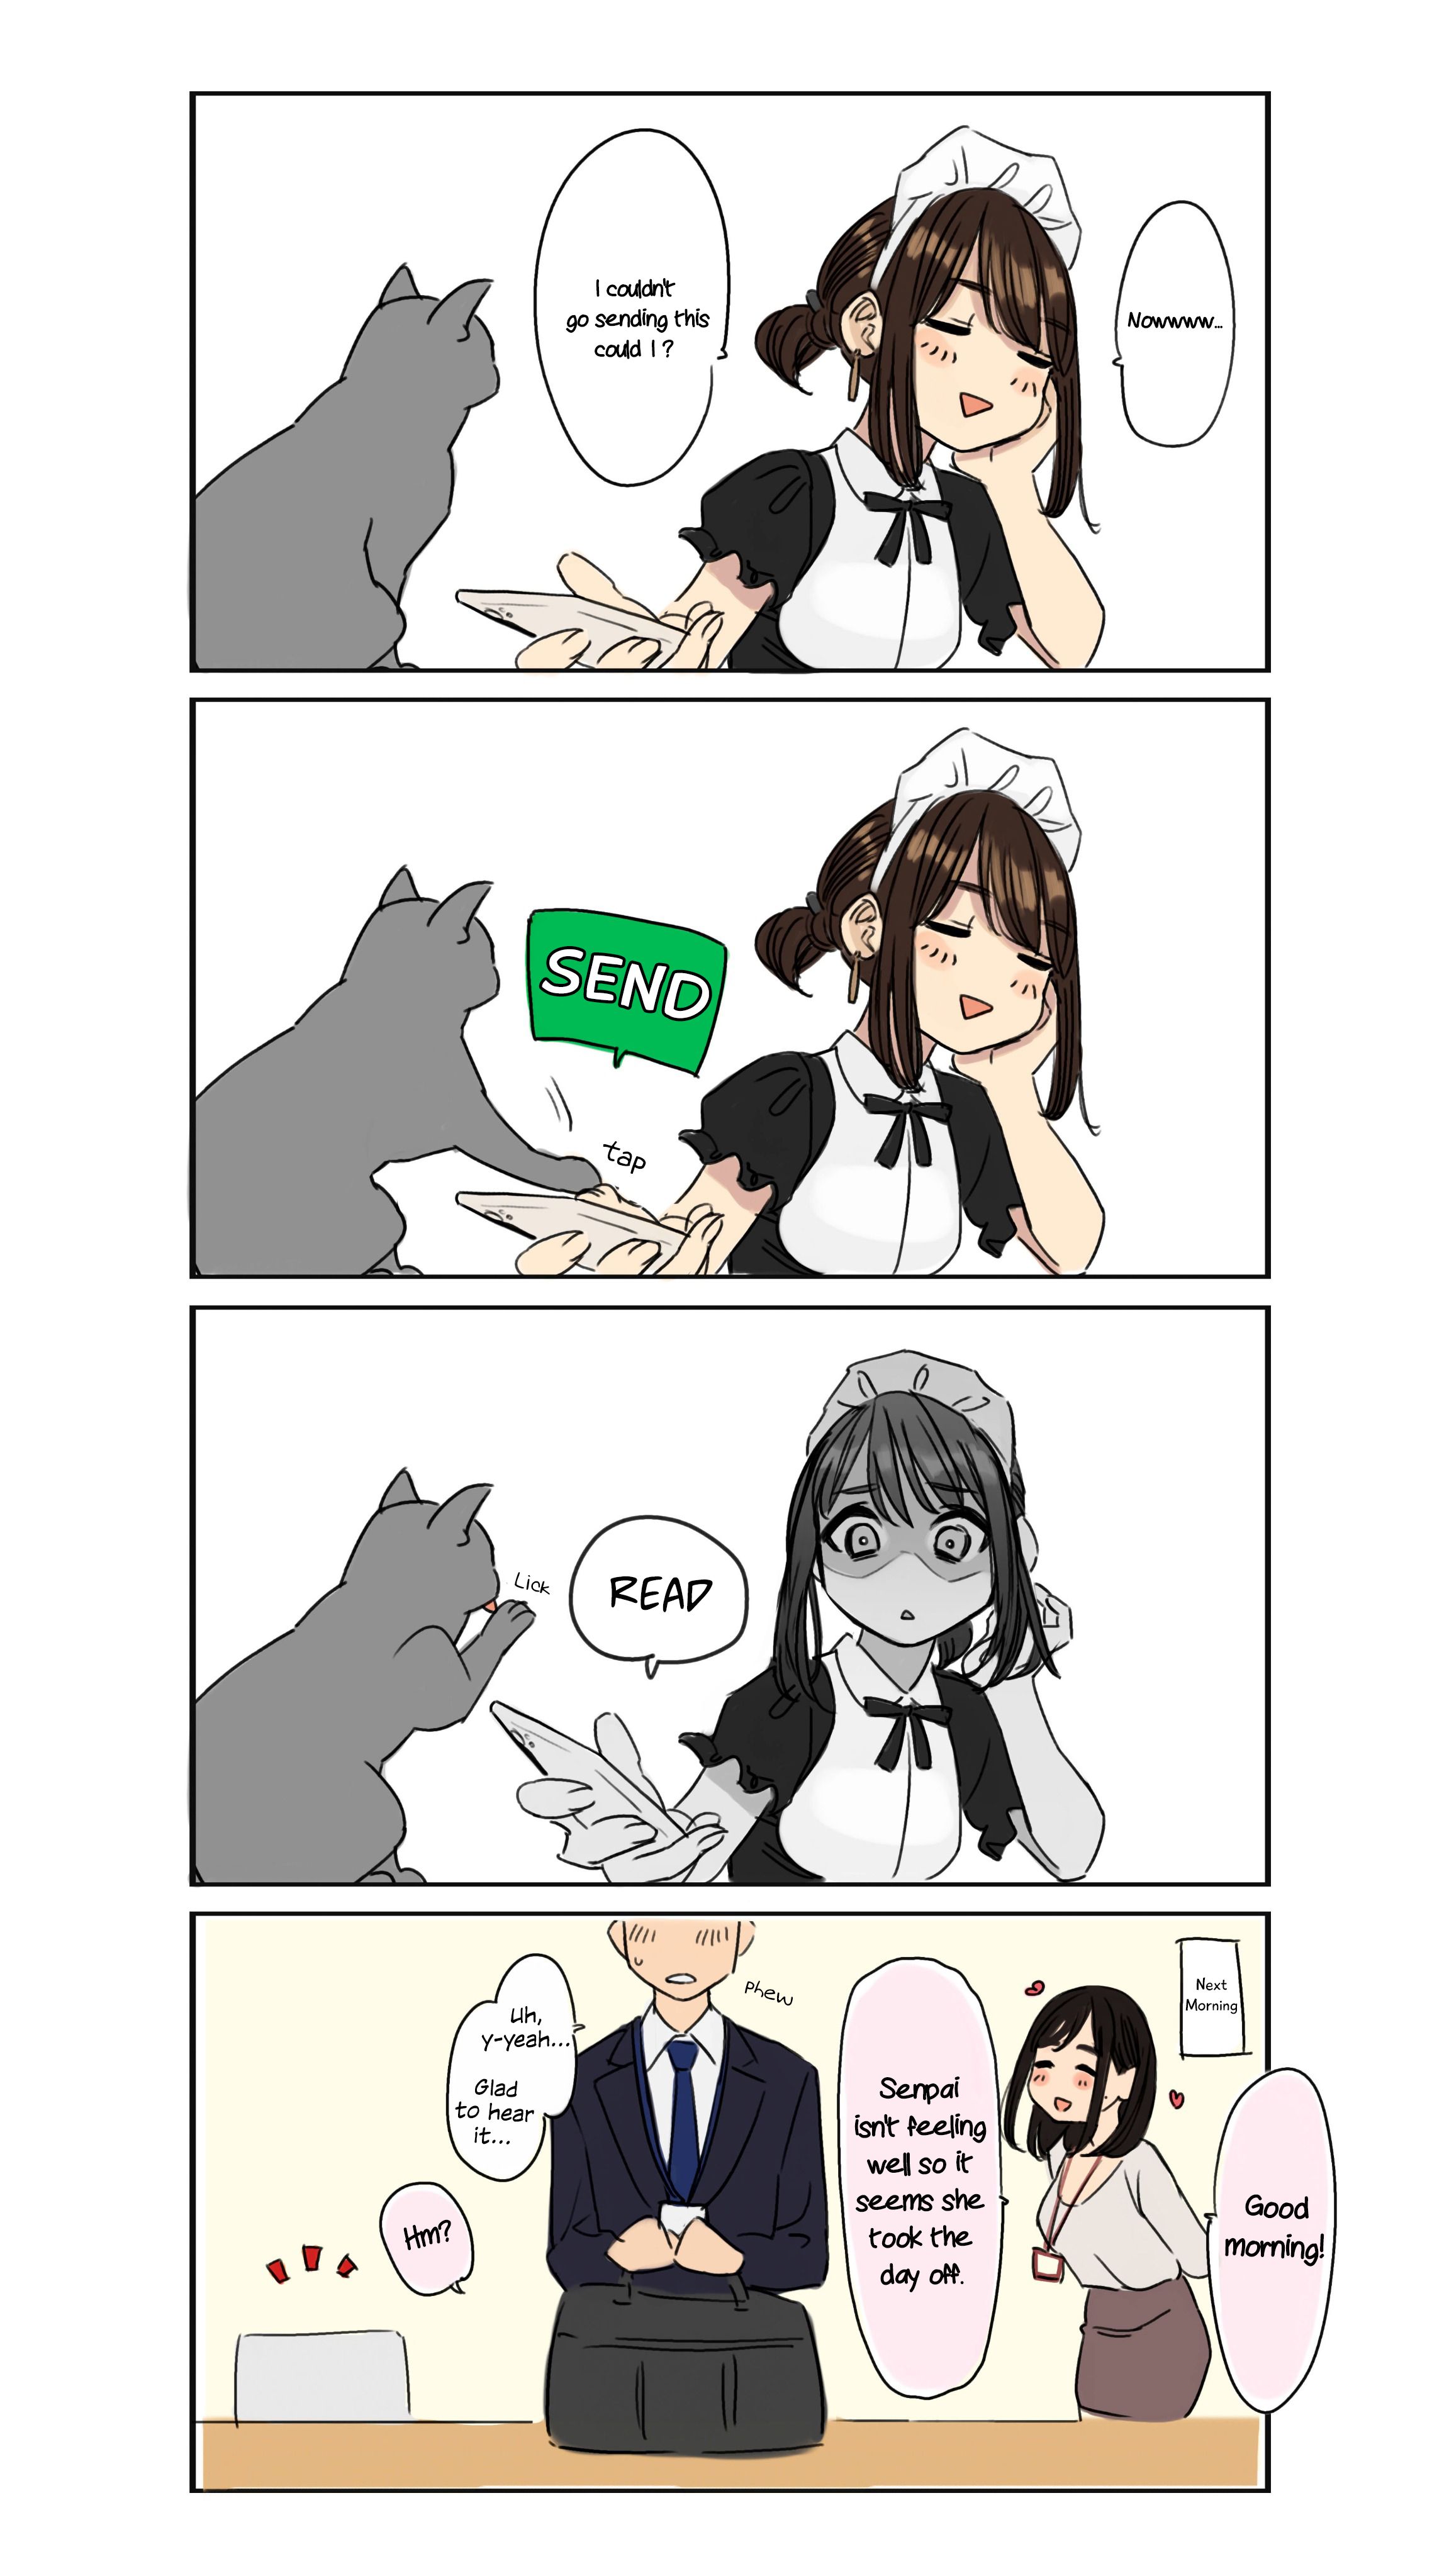 Nowwww...
I couldn't
go sending this
could I ?
SEND
tap
Lick
READ
Next
Morning
Good
morning!
Senpai
isn't feeling
well so it
seems she
took the
day off.
phew
Uh,
y-yeah...
Glad
to hear
it...
Hm?